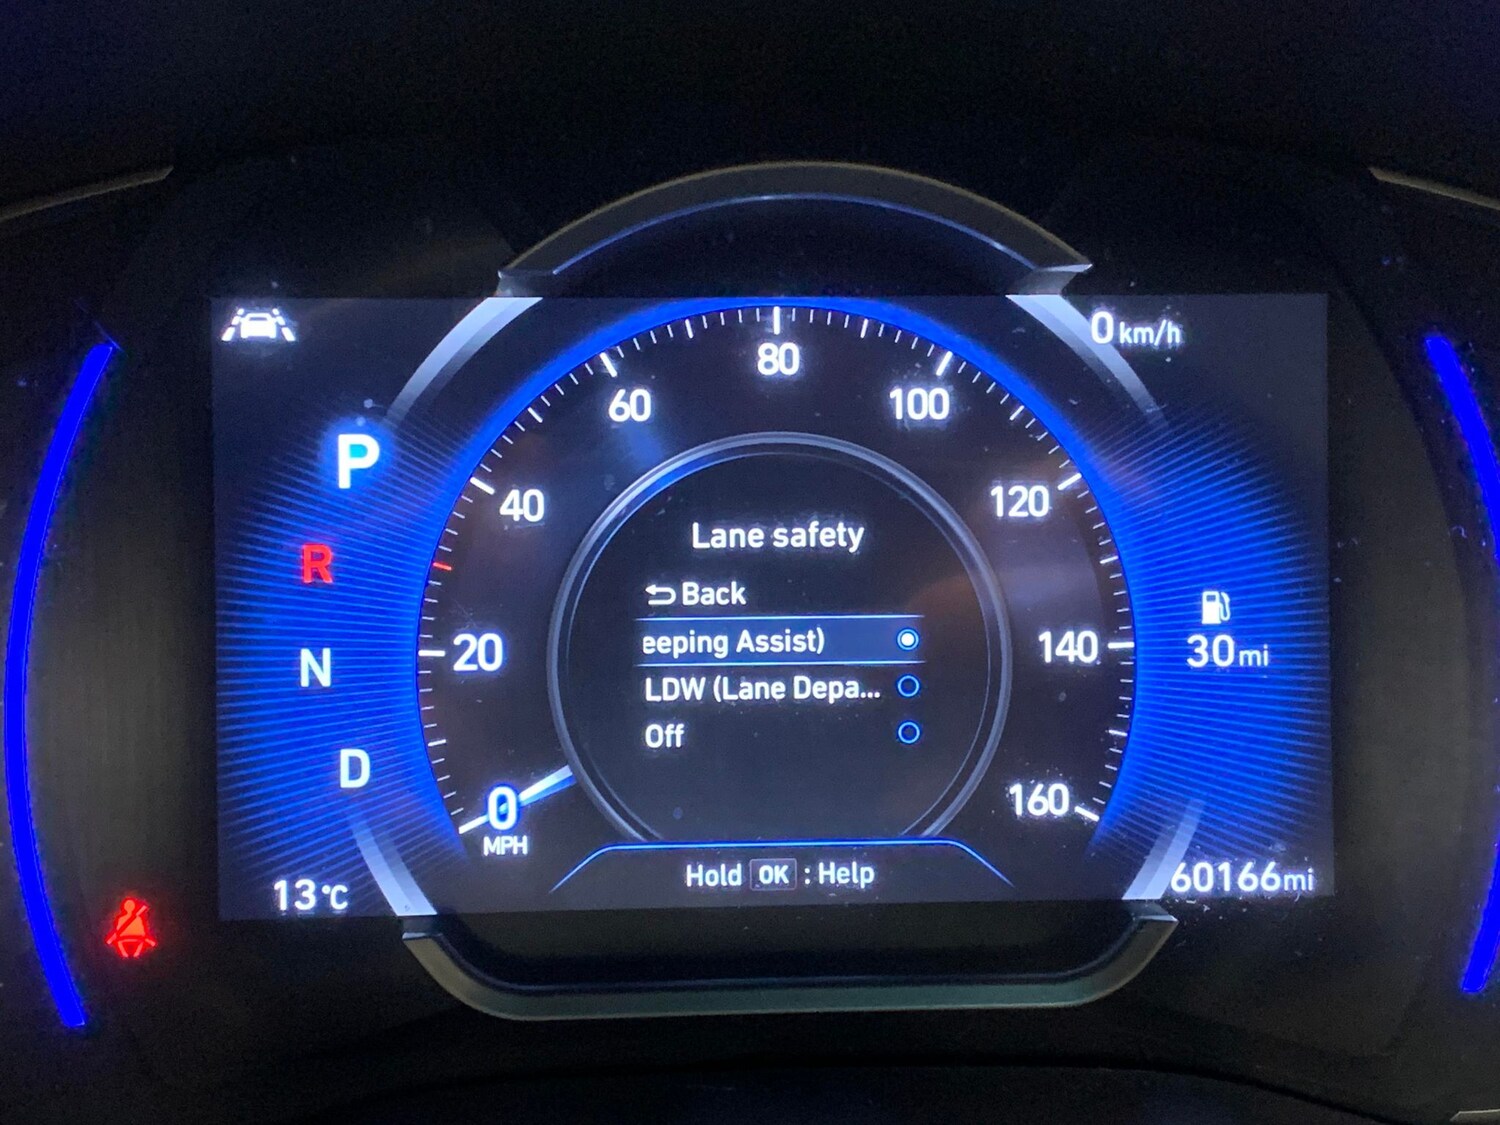 0 km/h
80
60
100
P
40
120
Lane safety
R
Back
eeping Assist)
20
140
30mi
N
LDW (Lane Depa...
Off
D
0
160
MPH
Hold OK : Help
60166mi
13°C